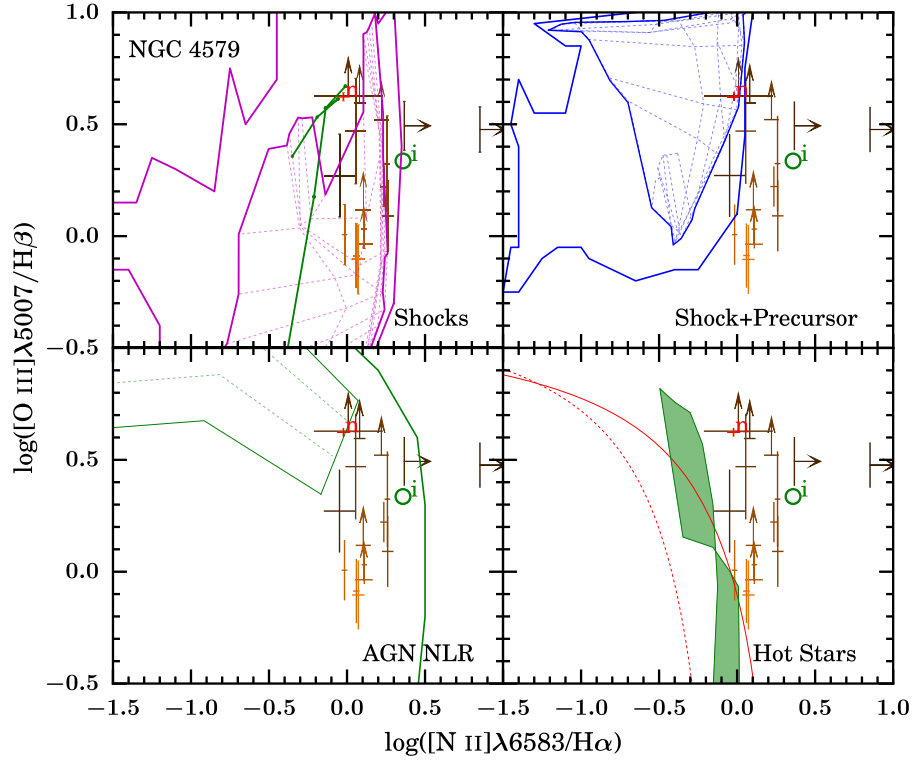 1.0
NGC 4579
0.5
n
i
0.0
Shocks
−0.5
n
i
Shock+Precursor
0.5
n
i
0.0
AGN NLR
−0.5
n
i
Hot Stars
−1.5 −1.0 −0.5 0.0 0.5 −1.5 −1.0 −0.5 0.0 0.5 1.0
log([N II]λ6583/Hα)
log([O III]λ5007/Hβ)